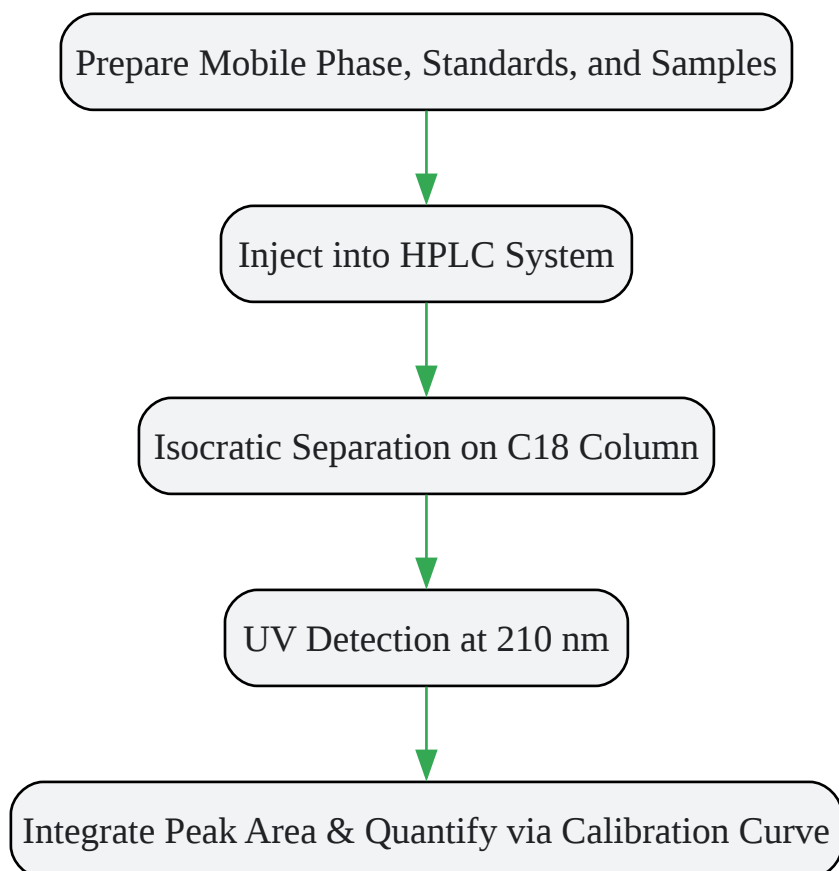 Prepare Mobile Phase, Standards, and Samples
Inject into HPLC System
Isocratic Separation on C18 Column
UV Detection at 210 nm
Integrate Peak Area & Quantify via Calibration Curve